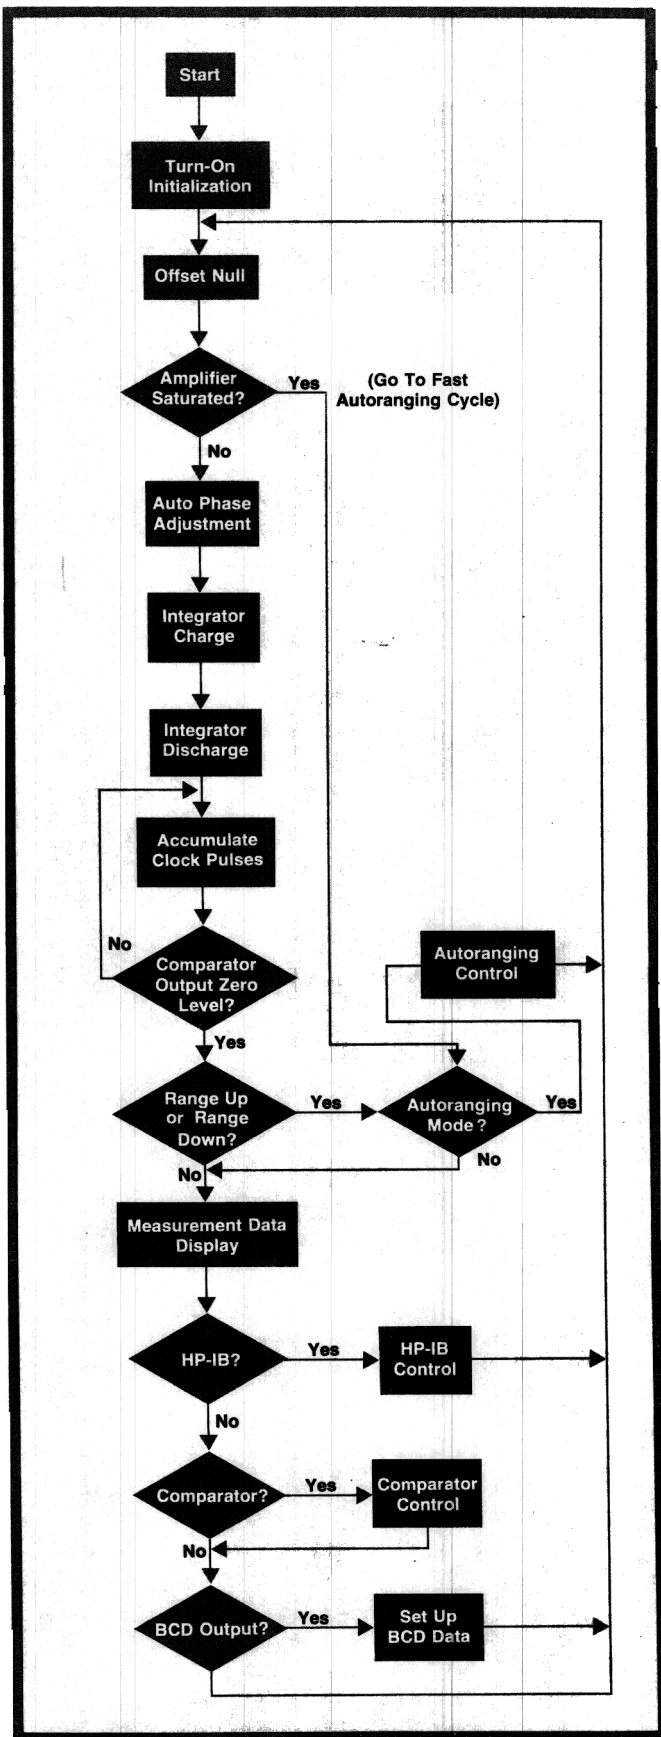 Start
Turn-On
Initialization
Offset Null
Amplifier
Saturated?
Yes
(Go To Fast
Autoranging Cycle)
No
Auto Phase
Adjustment
Integrator
Charge
Integrator
Discharge
Accumulate
Clock Pulses
No
Comparator
Output Zero
Level?
Autoranging
Control
Yes
Range Up
or Range
Down?
Yes
Autoranging
Mode?
Yes
No
No
Measurement Data
Display
HP-IB?
Yes
HP-IB
Control
No
Comparator?
Yes
Comparator
Control
No
BCD Output?
Yes
Set Up
BCD Data